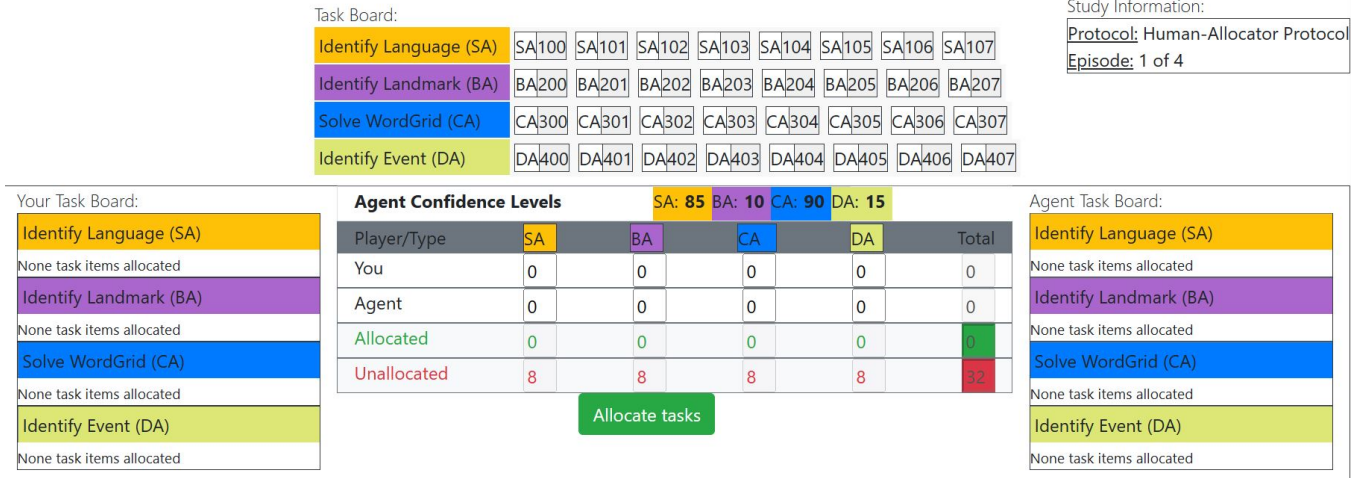 Task Board:
Identify Language (SA) SA100 SA101 SA102 SA103 SA104 SA105 SA106 SA107
Identify Landmark (BA) BA200 BA201 BA202 BA203 BA204 BA205 BA206 BA207
Solve WordGrid (CA) CA300 CA301 CA302 CA303 CA304 CA305 CA306 CA307
Identify Event (DA) DA400 DA401 DA402 DA403 DA404 DA405 DA406 DA407
Study Information:
Protocol: Human-Allocator Protocol
Episode: 1 of 4
Your Task Board:
Identify Language (SA)
None task items allocated
Identify Landmark (BA)
None task items allocated
Solve WordGrid (CA)
None task items allocated
Identify Event (DA)
None task items allocated
Agent Confidence Levels SA: 85 BA: 10 CA: 90 DA: 15
Player/Type SA BA CA DA Total
You 0 0 0 0 0
Agent 0 0 0 0 0
Allocated 0 0 0 0 0
Unallocated 8 8 8 8 32
Allocate tasks
Agent Task Board:
Identify Language (SA)
None task items allocated
Identify Landmark (BA)
None task items allocated
Solve WordGrid (CA)
None task items allocated
Identify Event (DA)
None task items allocated